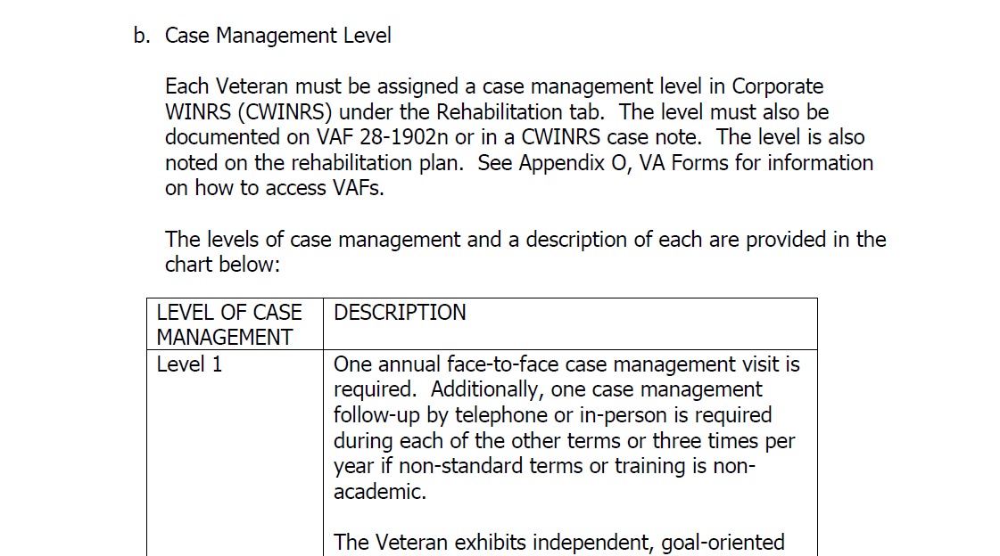 b. Case Management Level
Each Veteran must be assigned a case management level in Corporate
WINRS (CWINRS) under the Rehabilitation tab.  The level must also be
documented on VAF 28-1902n or in a CWINRS case note.  The level is also
noted on the rehabilitation plan.  See Appendix O, VA Forms for information
on how to access VAFs.
The levels of case management and a description of each are provided in the
chart below:
LEVEL OF CASE
MANAGEMENT
DESCRIPTION
Level 1
One annual face-to-face case management visit is
required.  Additionally, one case management
follow-up by telephone or in-person is required
during each of the other terms or three times per
year if non-standard terms or training is non-
academic.
The Veteran exhibits independent, goal-oriented